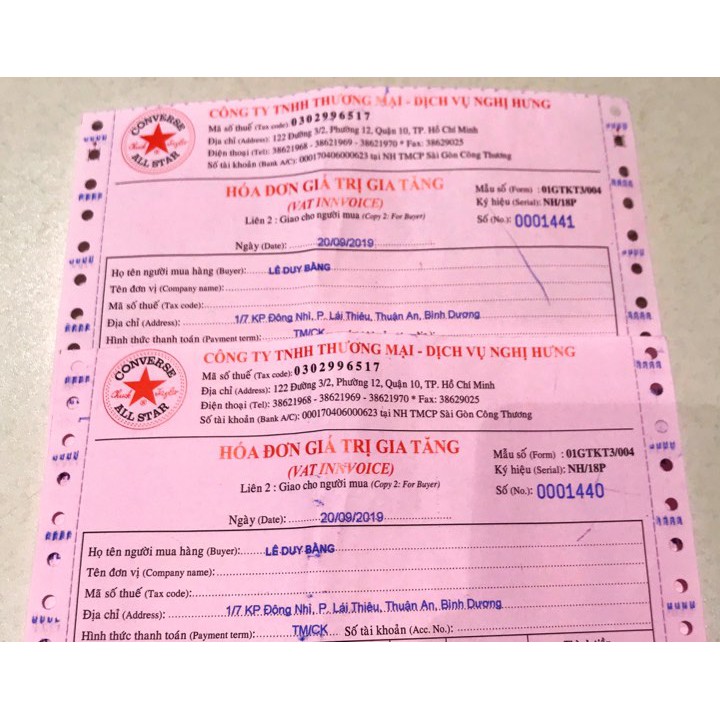 CONVERSE
Chuck Taylor
ALL STAR
CÔNG TY TNHH THƯƠNG MẠI - DỊCH VỤ NGHỊ HƯNG
Mã số thuế (Tax code): 0302996517
Địa chỉ (Address): 122 Đường 3/2, Phường 12, Quận 10, TP. Hồ Chí Minh
Điện thoại (Tel): 38621968 - 38621969 - 38621970 * Fax: 38629025
Số tài khoản (Bank A/C): 000170406000623 tại NH TMCP Sài Gòn Công Thương
HÓA ĐƠN GIÁ TRỊ GIA TĂNG
(VAT INNVOICE)
Liên 2 : Giao cho người mua (Copy 2: For Buyer)
Mẫu số (Form) : 01GTKT3/004
Ký hiệu (Serial): NH/18P
Số (No.): 0001441
Ngày (Date): 20/09/2019
Họ tên người mua hàng (Buyer): LÊ DUY BẰNG
Tên đơn vị (Company name):
Mã số thuế (Tax code):
Địa chỉ (Address): 1/7 KP Đông Nhì, P. Lái Thiêu, Thuận An, Bình Dương
Hình thức thanh toán (Payment term): TM/CK
CONVERSE
Chuck Taylor
ALL STAR
CÔNG TY TNHH THƯƠNG MẠI - DỊCH VỤ NGHỊ HƯNG
Mã số thuế (Tax code): 0302996517
Địa chỉ (Address): 122 Đường 3/2, Phường 12, Quận 10, TP. Hồ Chí Minh
Điện thoại (Tel): 38621968 - 38621969 - 38621970 * Fax: 38629025
Số tài khoản (Bank A/C): 000170406000623 tại NH TMCP Sài Gòn Công Thương
HÓA ĐƠN GIÁ TRỊ GIA TĂNG
(VAT INNVOICE)
Liên 2 : Giao cho người mua (Copy 2: For Buyer)
Mẫu số (Form) : 01GTKT3/004
Ký hiệu (Serial): NH/18P
Số (No.): 0001440
Ngày (Date): 20/09/2019
Họ tên người mua hàng (Buyer): LÊ DUY BẰNG
Tên đơn vị (Company name):
Mã số thuế (Tax code):
Địa chỉ (Address): 1/7 KP Đông Nhì, P. Lái Thiêu, Thuận An, Bình Dương
Hình thức thanh toán (Payment term): TM/CK Số tài khoản (Acc. No.):